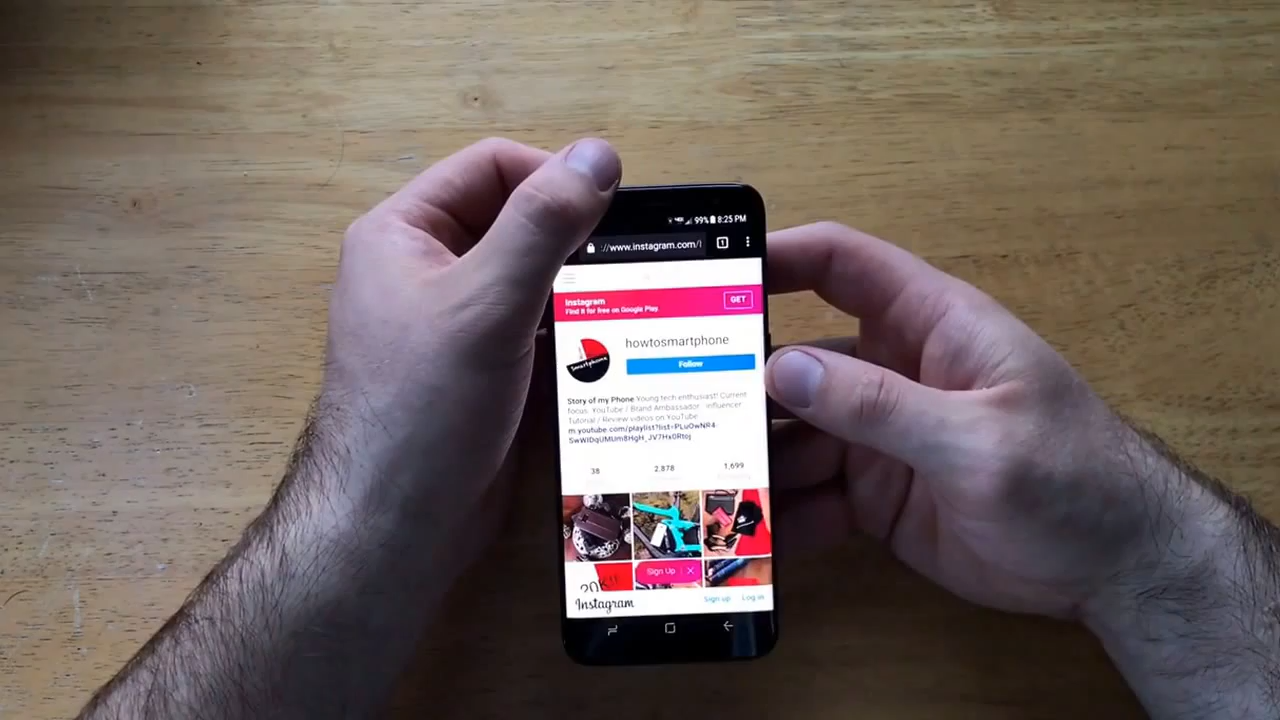 99% 8:25 PM
://www.instagram.com/
1
Instagram
Find it for free on Google Play
GET
Smartphone
howtosmartphone
Follow
Story of my Phone Young tech enthusiast! Current
focus: YouTube / Brand Ambassador
influencer
Tutorial / Review videos on YouTube
m.youtube.com/playlist?list=PLuOwNR4
38
2,878
1,699
20K!!
Sign Up
Instagram
Sign up
Log in